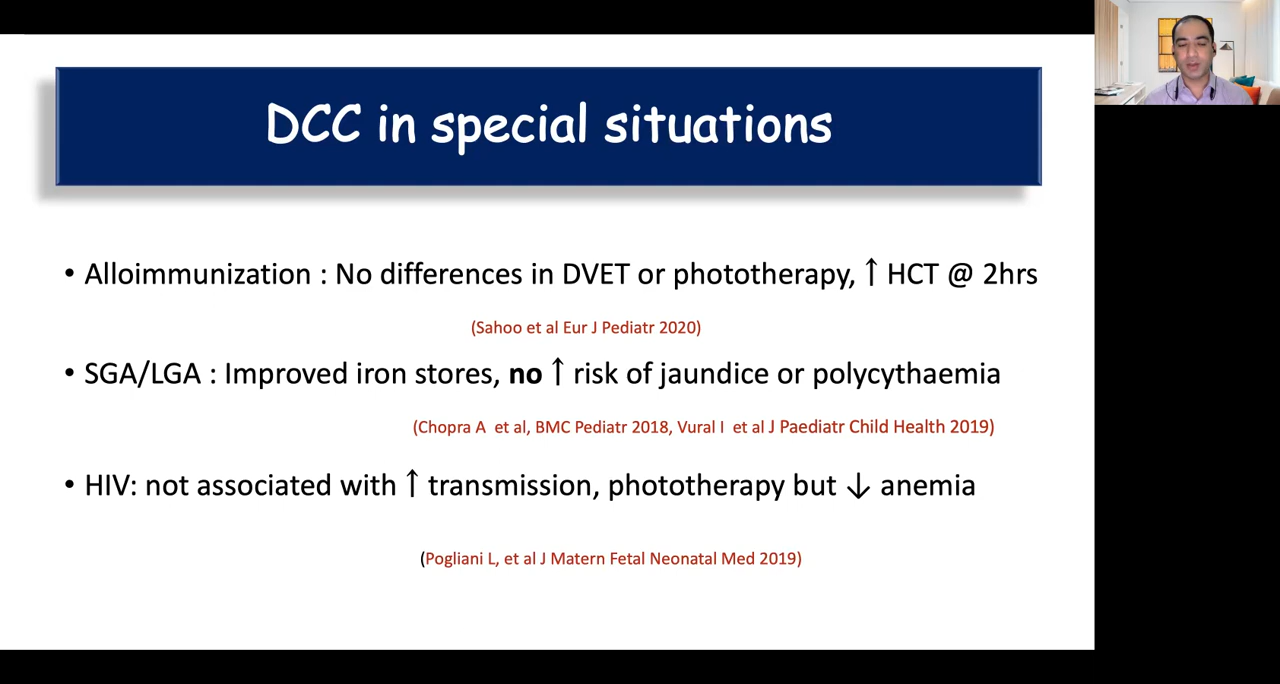 DCC in special situations
• Alloimmunization : No differences in DVET or phototherapy, ↑ HCT @ 2hrs
(Sahoo et al Eur J Pediatr 2020)
• SGA/LGA : Improved iron stores, no ↑ risk of jaundice or polycythaemia
(Chopra A et al, BMC Pediatr 2018, Vural I et al J Paediatr Child Health 2019)
• HIV: not associated with ↑ transmission, phototherapy but ↓ anemia
(Pogliani L, et al J Matern Fetal Neonatal Med 2019)